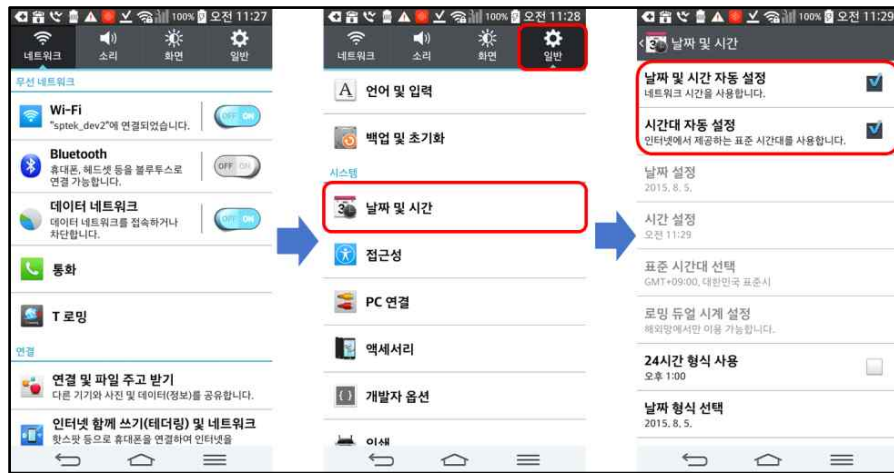 100% 오전 11:27
네트워크 소리 화면 일반
무선 네트워크
Wi-Fi
"sptek_dev2"에 연결되었습니다.
OFF ON
Bluetooth
휴대폰, 헤드셋 등을 블루투스로
연결 가능합니다.
OFF ON
데이터 네트워크
데이터 네트워크를 접속하거나
차단합니다.
OFF ON
통화
T 로밍
연결
연결 및 파일 주고 받기
다른 기기와 사진 및 데이터(정보)를 공유합니다.
인터넷 함께 쓰기(테더링) 및 네트워크
핫스팟 등으로 휴대폰을 연결하여 인터넷을
100% 오전 11:28
네트워크 소리 화면 일반
A 언어 및 입력
백업 및 초기화
시스템
날짜 및 시간
접근성
PC 연결
액세서리
개발자 옵션
인쇄
100% 오전 11:29
날짜 및 시간
날짜 및 시간 자동 설정
네트워크 시간을 사용합니다.
시간대 자동 설정
인터넷에서 제공하는 표준 시간대를 사용합니다.
날짜 설정
2015. 8. 5.
시간 설정
오전 11:29
표준 시간대 선택
GMT+09:00, 대한민국 표준시
로밍 듀얼 시계 설정
해외망에서만 이용 가능합니다.
24시간 형식 사용
오후 1:00
날짜 형식 선택
2015. 8. 5.